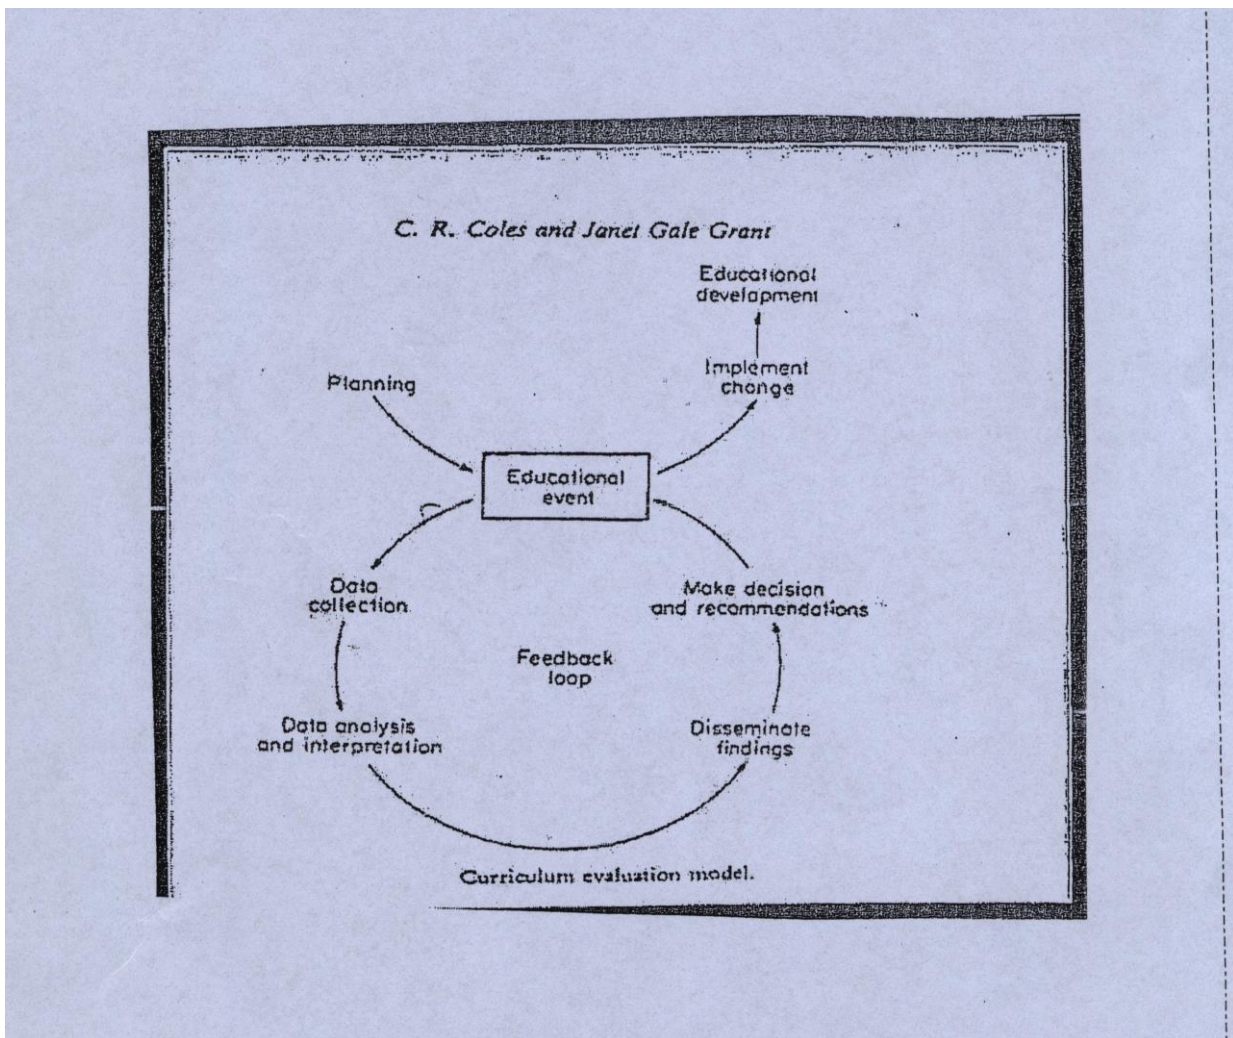 C. R. Coles and Janet Gale Grant
Educational
development
Implement
change
Planning
Educational
event
Data
collection
Make decision
and recommendations
Feedback
loop
Data analysis
and interpretation
Disseminate
findings
Curriculum evaluation model.